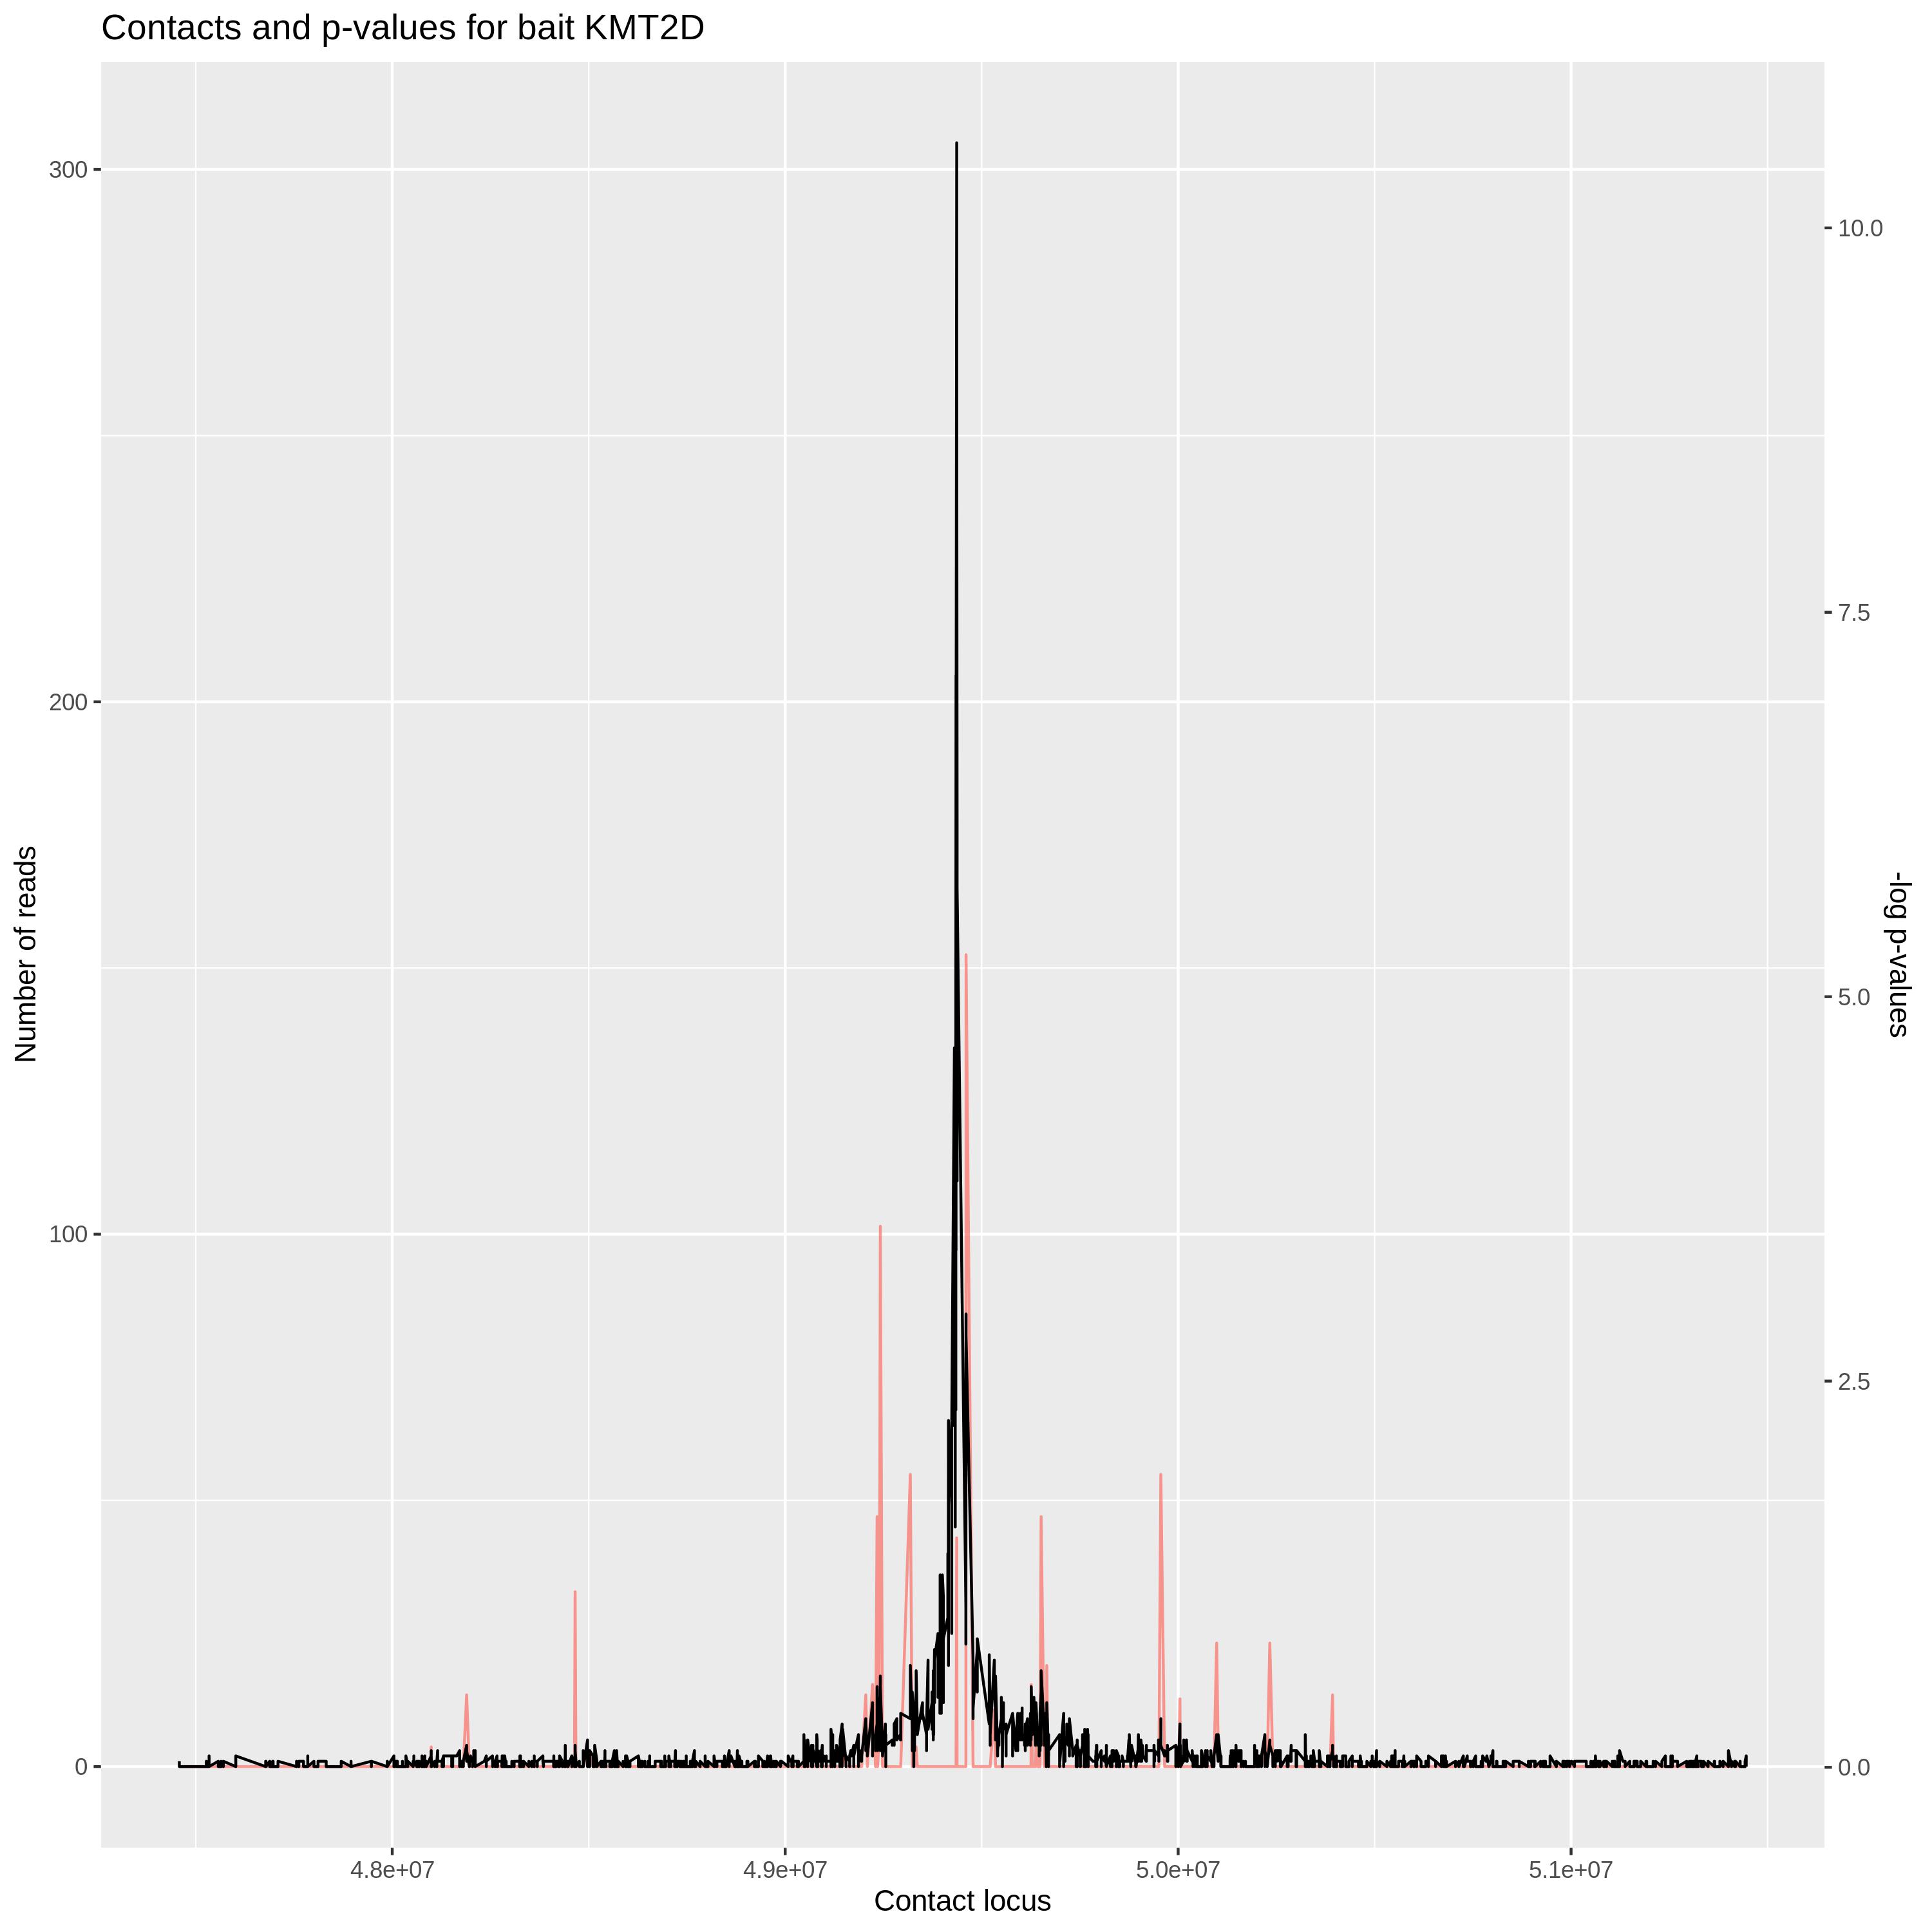 Contacts and p-values for bait KMT2D
Number of reads
300
200
100
0
10.0
7.5
5.0
2.5
0.0
-log p-values
4.8e+07
4.9e+07
5.0e+07
5.1e+07
Contact locus